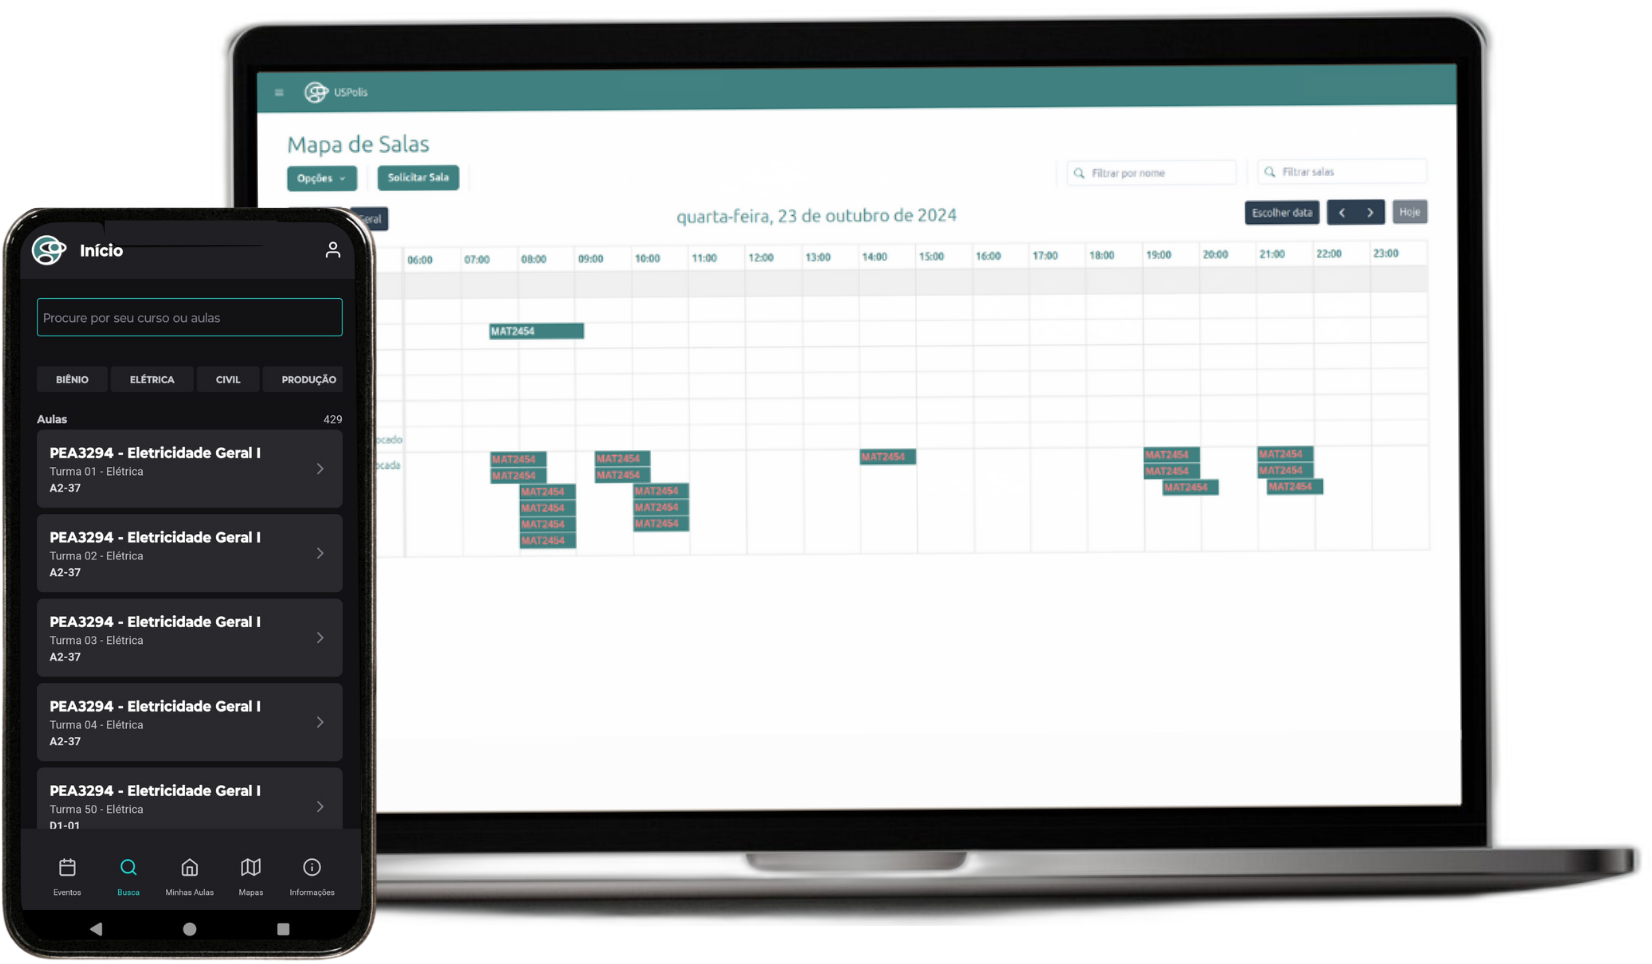 USPolis
Mapa de Salas
Opções
Solicitar Sala
Filtrar por nome
Filtrar salas
quarta-feira, 23 de outubro de 2024
Escolher data
Hoje
06:00 07:00 08:00 09:00 10:00 11:00 12:00 13:00 14:00 15:00 16:00 17:00 18:00 19:00 20:00 21:00 22:00 23:00
MAT2454
MAT2454 MAT2454 MAT2454 MAT2454 MAT2454
MAT2454 MAT2454 MAT2454 MAT2454
MAT2454 MAT2454 MAT2454 MAT2454
MAT2454 MAT2454
MAT2454 MAT2454
MAT2454
Início
Procure por seu curso ou aulas
BIÊNIO ELÉTRICA CIVIL PRODUÇÃO
Aulas 429
PEA3294 - Eletricidade Geral I
Turma 01 - Elétrica
A2-37
PEA3294 - Eletricidade Geral I
Turma 02 - Elétrica
A2-37
PEA3294 - Eletricidade Geral I
Turma 03 - Elétrica
A2-37
PEA3294 - Eletricidade Geral I
Turma 04 - Elétrica
A2-37
PEA3294 - Eletricidade Geral I
Turma 50 - Elétrica
D1-01
Eventos Busca Minhas Aulas Mapas Informações